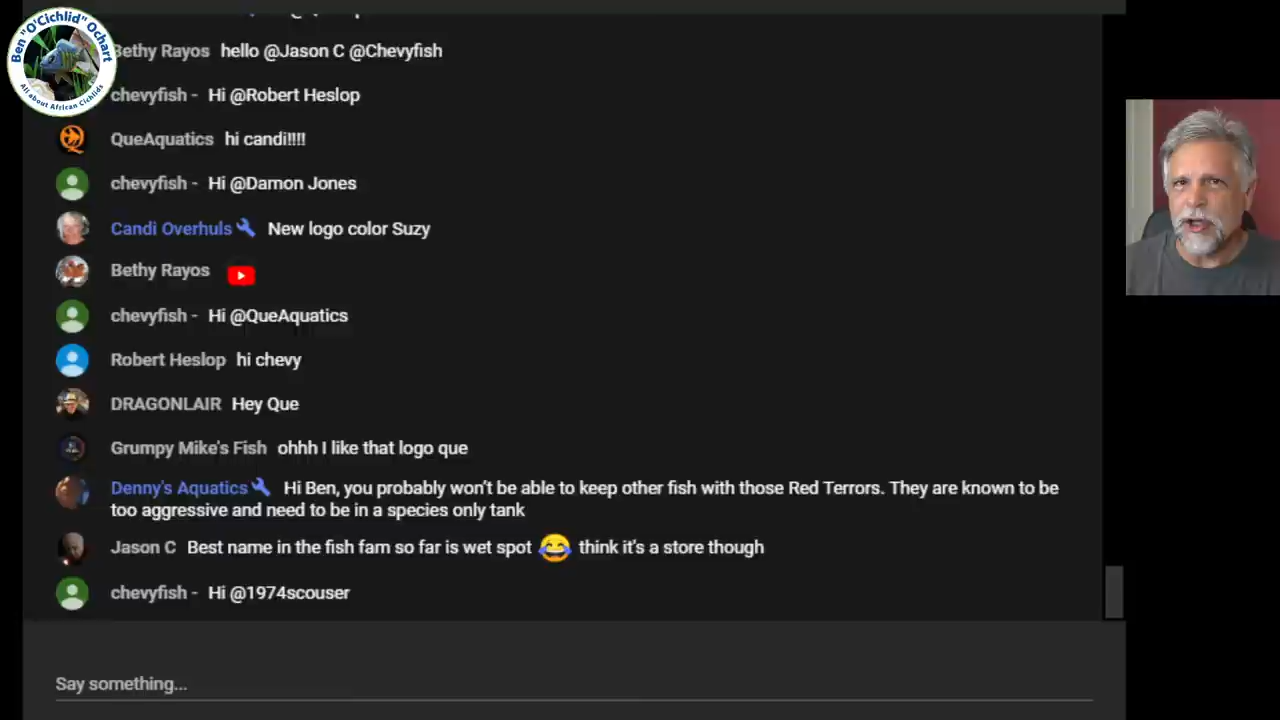 Ben "O'Cichlid" Ochart
All about African Cichlids
Bethy Rayos hello @Jason C @Chevyfish
chevyfish - Hi @Robert Heslop
QueAquatics hi candi!!!!
chevyfish - Hi @Damon Jones
Candi Overhuls New logo color Suzy
Bethy Rayos
chevyfish - Hi @QueAquatics
Robert Heslop hi chevy
DRAGONLAIR Hey Que
Grumpy Mike's Fish ohhh I like that logo que
Denny's Aquatics Hi Ben, you probably won't be able to keep other fish with those Red Terrors. They are known to be
too aggressive and need to be in a species only tank
Jason C Best name in the fish fam so far is wet spot 😂 think it's a store though
chevyfish - Hi @1974scouser
Say something...